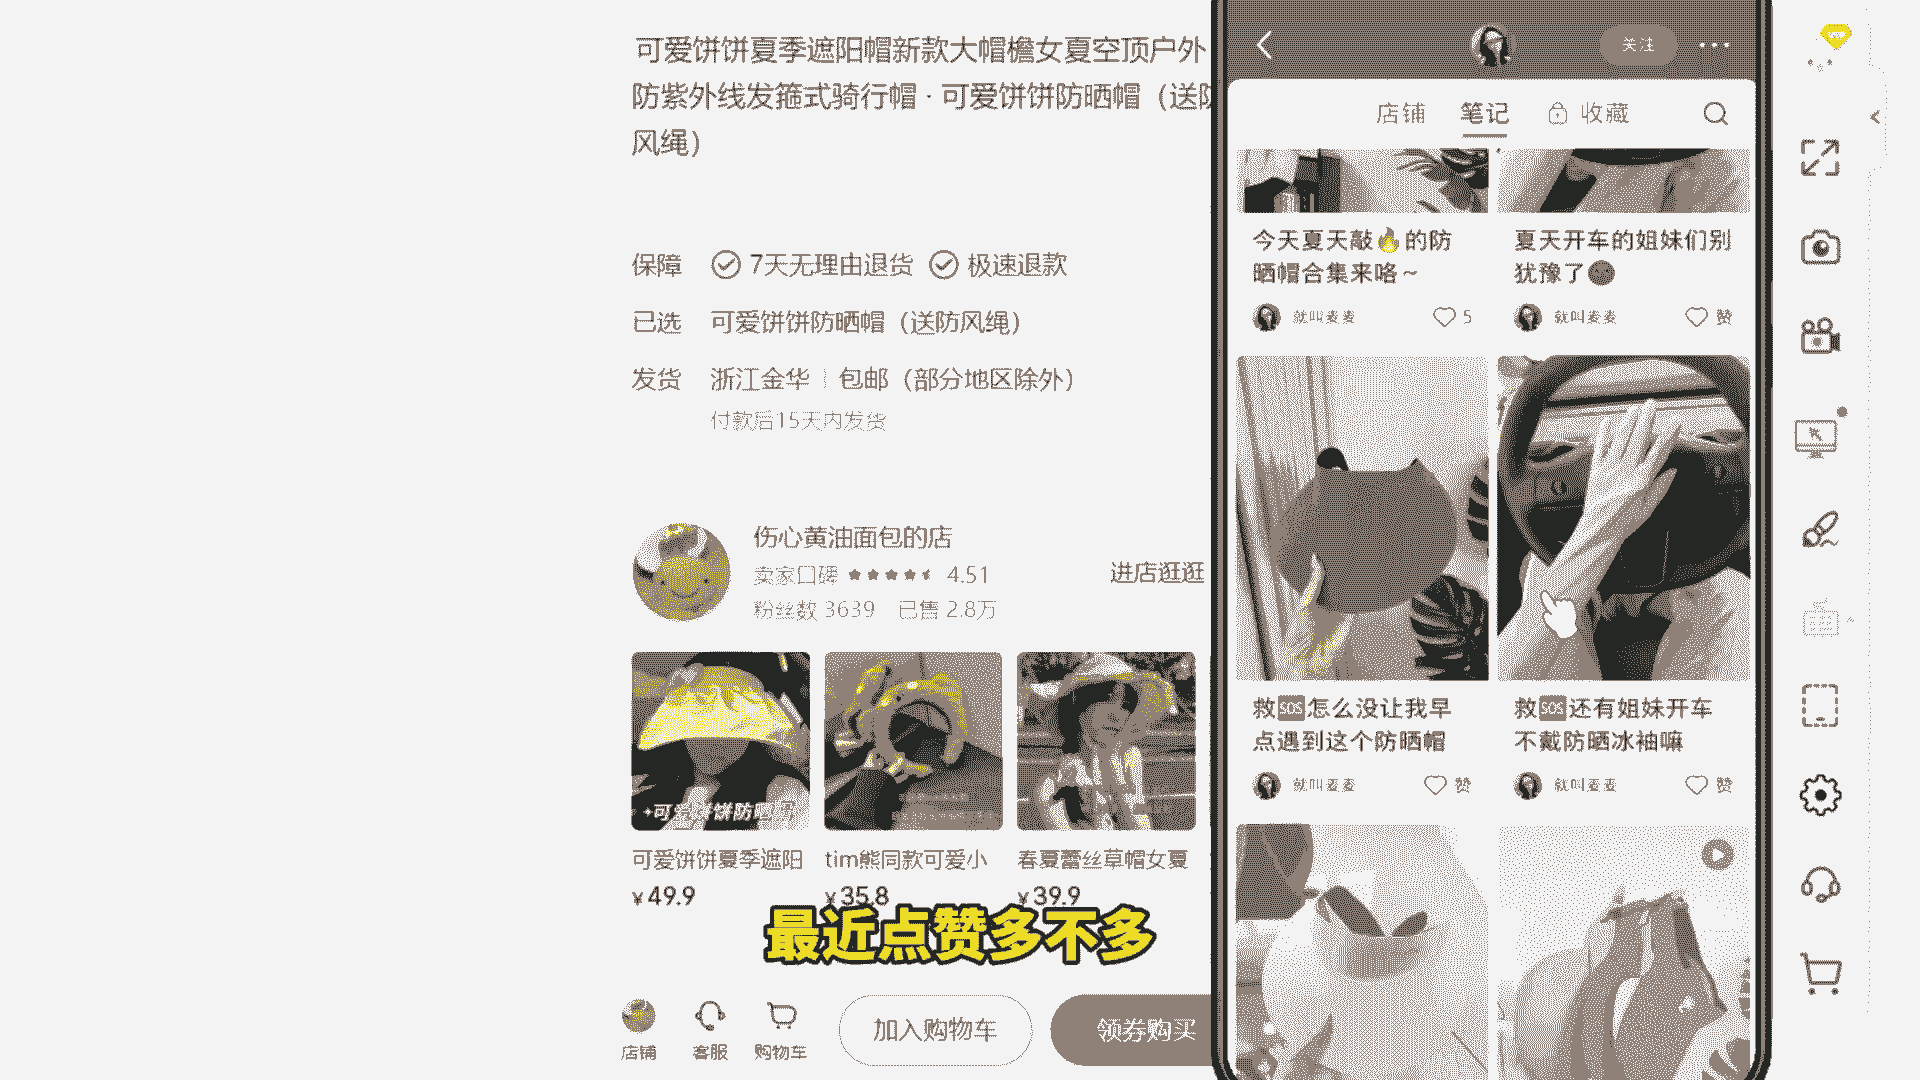 可爱饼饼夏季遮阳帽新款大帽檐女夏空顶户外
防紫外线发箍式骑行帽 · 可爱饼饼防晒帽（送防
风绳）
保障 7天无理由退货 极速退款
已选 可爱饼饼防晒帽（送防风绳）
发货 浙江金华 | 包邮（部分地区除外）
付款后15天内发货
伤心黄油面包的店
卖家口碑 4.51
粉丝数 3639 已售 2.8万
进店逛逛
可爱饼饼防晒帽
可爱饼饼夏季遮阳
¥49.9
tim熊同款可爱小
¥35.8
春夏蕾丝草帽女夏
¥39.9
最近点赞多不多
店铺
客服
购物车
加入购物车
领券购买
关注
店铺
笔记
收藏
今天夏天敲🔥的防
晒帽合集来咯~
就叫麦麦
5
夏天开车的姐妹们别
犹豫了
就叫麦麦
赞
救🆘怎么没让我早
点遇到这个防晒帽
就叫麦麦
赞
救🆘还有姐妹开车
不戴防晒冰袖嘛
就叫麦麦
赞